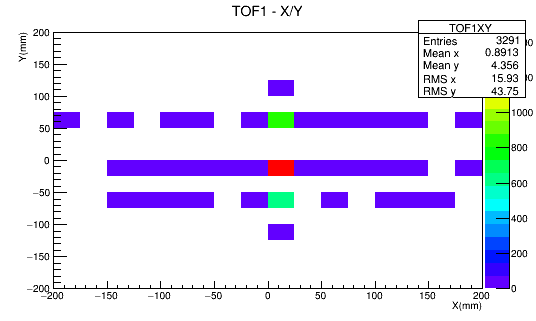 TOF1 - X/Y
TOF1XY
Entries 3291
Mean x 0.8913
Mean y 4.356
RMS x 15.93
RMS y 43.75
Y(mm)
200
150
100
50
0
−50
−100
−150
−200
−200 −150 −100 −50 0 50 100 150 200
X(mm)
1000
800
600
400
200
0